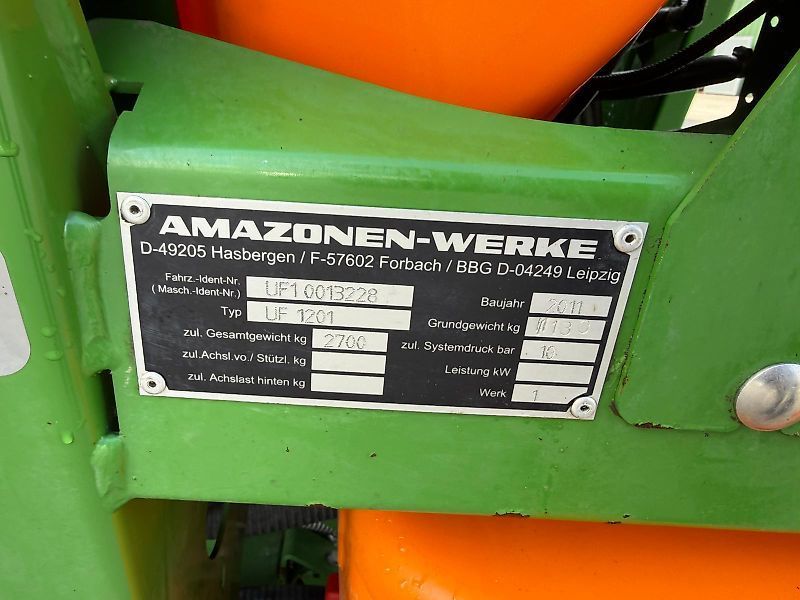 AMAZONEN-WERKE
D-49205 Hasbergen / F-57602 Forbach / BBG D-04249 Leipzig
Fahrz.-Ident-Nr.
( Masch.-Ident-Nr.) UF1 0013228
Typ UF 1201
zul. Gesamtgewicht kg 2700
zul.Achsl.vo./ Stützl. kg
zul. Achslast hinten kg
Baujahr 2011
Grundgewicht kg
zul. Systemdruck bar 10
Leistung kW
Werk 1